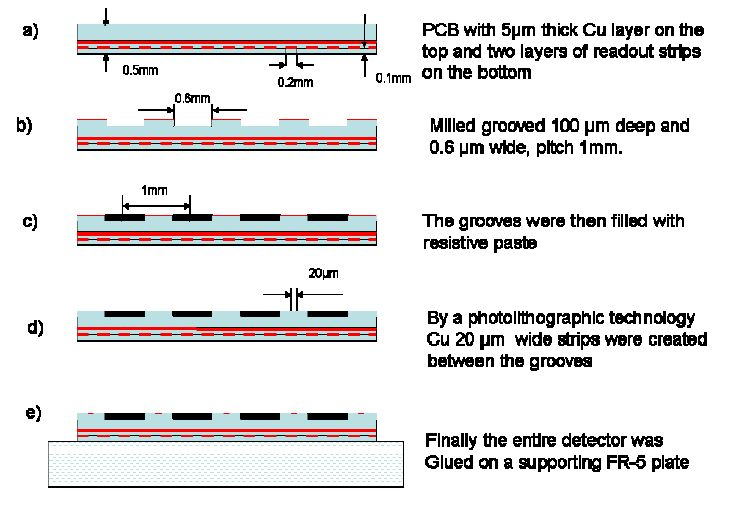 a)
PCB with 5µm thick Cu layer on the
top and two layers of readout strips
on the bottom
0.5mm
0.2mm
0.1mm
b)
0.6mm
Milled grooved 100 µm deep and
0.6 µm wide, pitch 1mm.
c)
1mm
The grooves were then filled with
resistive paste
d)
20µm
By a photolithographic technology
Cu 20 µm wide strips were created
between the grooves
e)
Finally the entire detector was
Glued on a supporting FR-5 plate